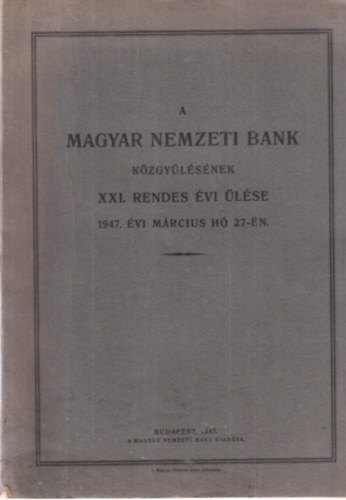 A
MAGYAR NEMZETI BANK
KÖZGYŰLÉSÉNEK
XXI. RENDES ÉVI ÜLÉSE
1947. ÉVI MÁRCIUS HÓ 27-ÉN.
BUDAPEST,
A MAGYAR NEMZETI BANK KIADÁSA.